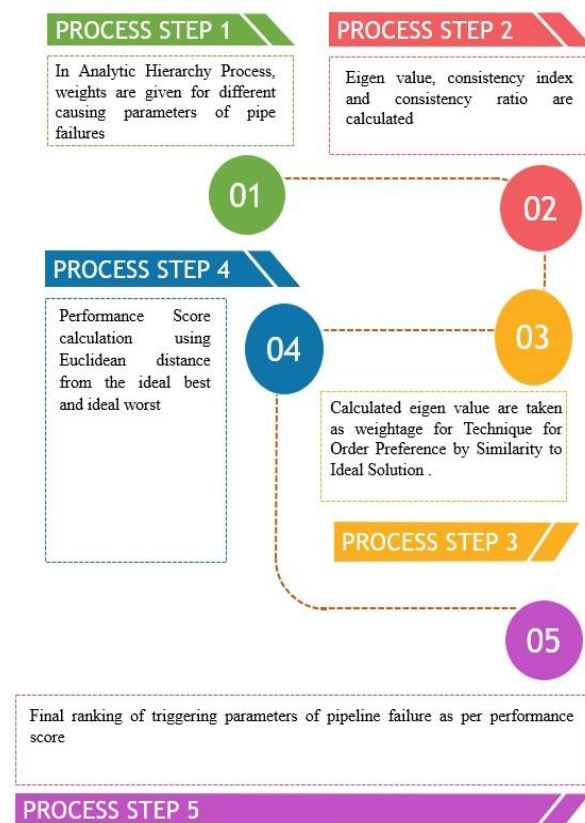 PROCESS STEP 1
In Analytic Hierarchy Process,
weights are given for different
causing parameters of pipe
failures
PROCESS STEP 2
Eigen value, consistency index
and consistency ratio are
calculated
01
02
PROCESS STEP 4
Performance Score
calculation using
Euclidean distance
from the ideal best
and ideal worst
04
03
Calculated eigen value are taken
as weightage for Technique for
Order Preference by Similarity to
Ideal Solution .
PROCESS STEP 3
05
Final ranking of triggering parameters of pipeline failure as per performance
score
PROCESS STEP 5